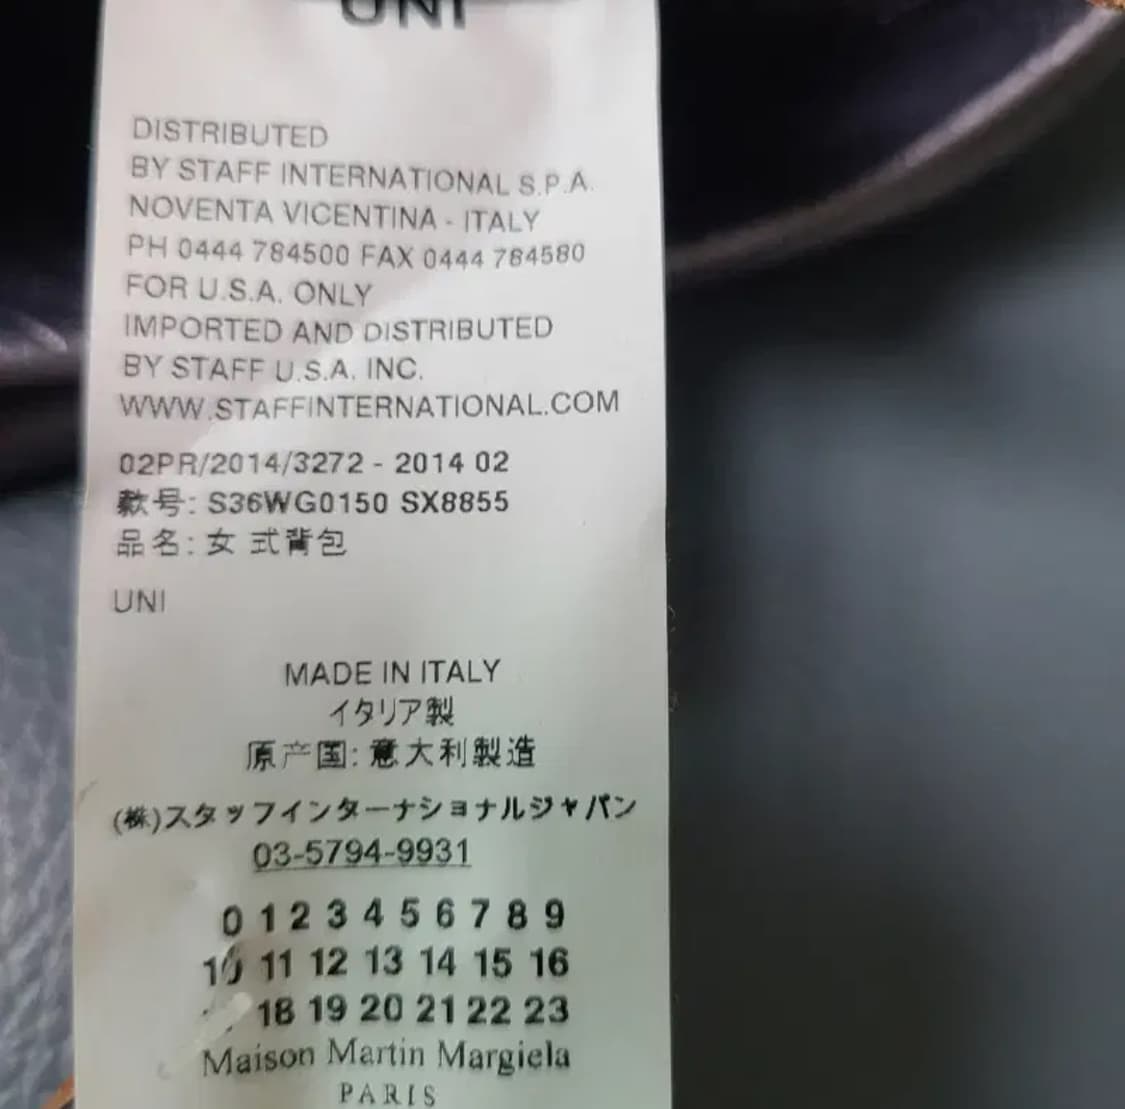 UNI
DISTRIBUTED
BY STAFF INTERNATIONAL S.P.A.
NOVENTA VICENTINA - ITALY
PH 0444 784500 FAX 0444 784580
FOR U.S.A. ONLY
IMPORTED AND DISTRIBUTED
BY STAFF U.S.A. INC.
WWW.STAFFINTERNATIONAL.COM
02PR/2014/3272 - 2014 02
款号: S36WG0150 SX8855
品名: 女 式背包
UNI
MADE IN ITALY
イタリア製
原产国: 意大利製造
(株)スタッフインターナショナルジャパン
03-5794-9931
0 1 2 3 4 5 6 7 8 9
10 11 12 13 14 15 16
18 19 20 21 22 23
Maison Martin Margiela
PARIS